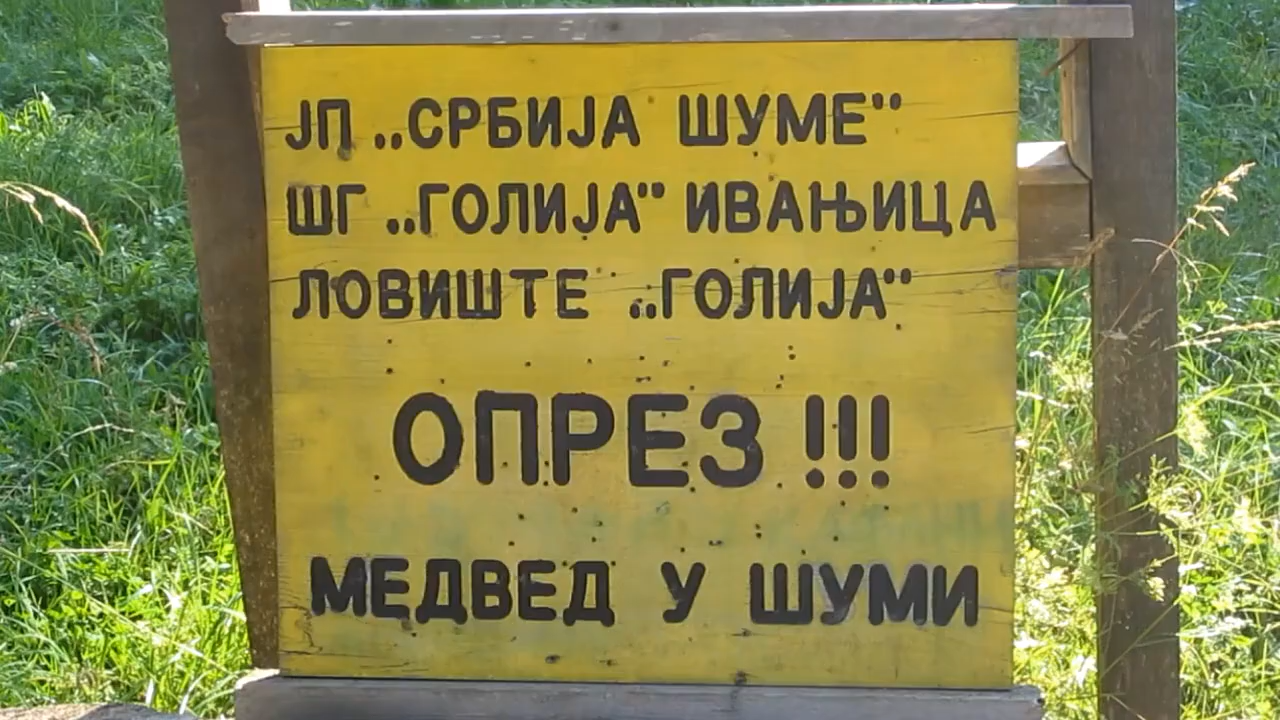 ЈП „СРБИЈА ШУМЕ"
ШГ „ГОЛИЈА" ИВАЊИЦА
ЛОВИШТЕ „ГОЛИЈА"
ОПРЕЗ !!!
МЕДВЕД У ШУМИ